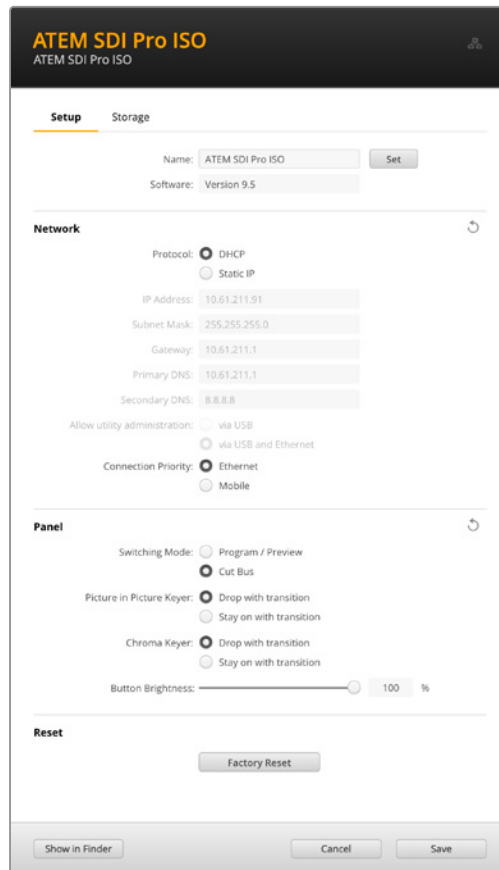 ATEM SDI Pro ISO
ATEM SDI Pro ISO
Setup Storage
Name: ATEM SDI Pro ISO Set
Software: Version 9.5
Network
Protocol: DHCP
Static IP
IP Address: 10.61.211.91
Subnet Mask: 255.255.255.0
Gateway: 10.61.211.1
Primary DNS: 10.61.211.1
Secondary DNS: 8.8.8.8
Allow utility administration: via USB
via USB and Ethernet
Connection Priority: Ethernet
Mobile
Panel
Switching Mode: Program / Preview
Cut Bus
Picture in Picture Keyer: Drop with transition
Stay on with transition
Chroma Keyer: Drop with transition
Stay on with transition
Button Brightness: 100 %
Reset
Factory Reset
Show in Finder Cancel Save